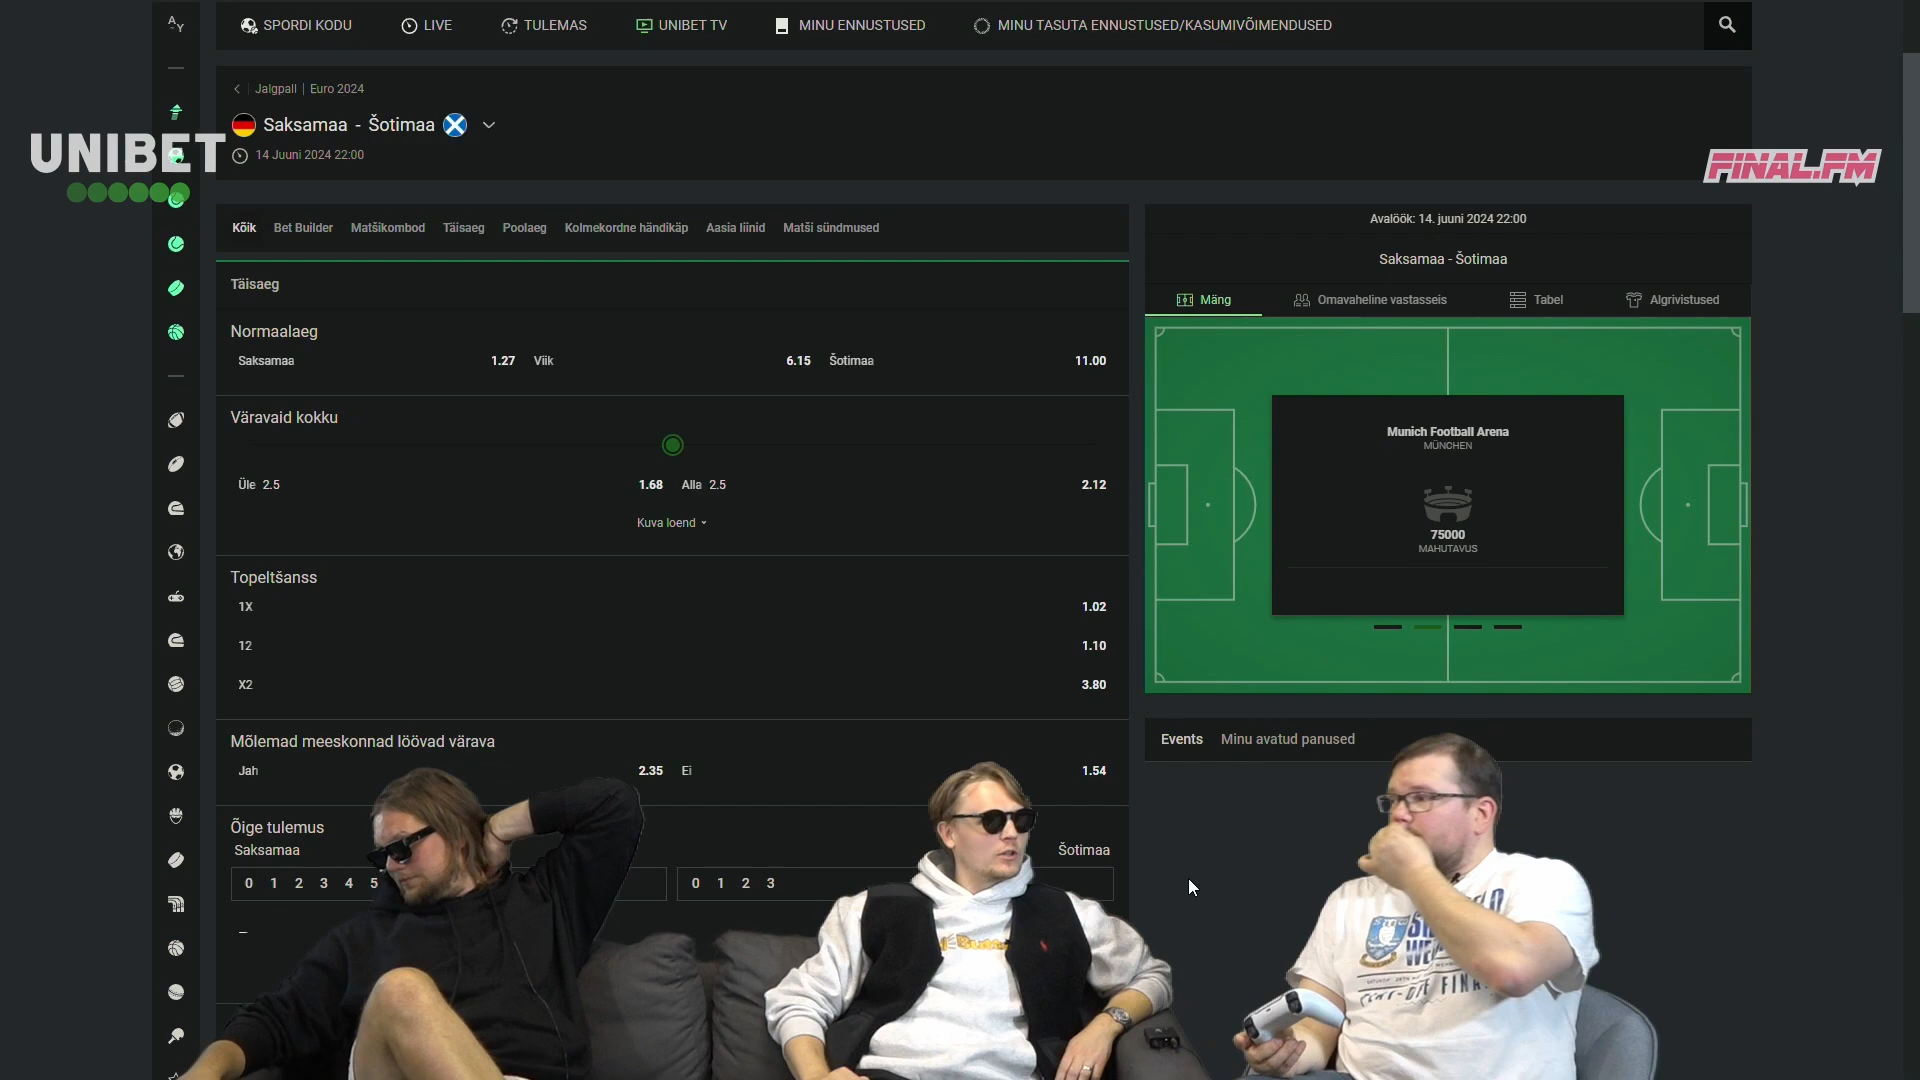 SPORDI KODU
LIVE
TULEMAS
UNIBET TV
MINU ENNUSTUSED
MINU TASUTA ENNUSTUSED/KASUMIVÕIMENDUSED
Jalgpall | Euro 2024
Saksamaa - Šotimaa
14 Juuni 2024 22:00
UNIBET
FINAL.FM
Kõik
Bet Builder
Matšikombod
Täisaeg
Poolaeg
Kolmekordne händikäp
Aasia liinid
Matši sündmused
Täisaeg
Normaalaeg
Saksamaa 1.27 Viik 6.15 Šotimaa 11.00
Väravaid kokku
Üle 2.5 1.68 Alla 2.5 2.12
Kuva loend
Topeltšanss
1X 1.02
12 1.10
X2 3.80
Mõlemad meeskonnad löövad värava
Jah 2.35 Ei 1.54
Õige tulemus
Saksamaa Šotimaa
0 1 2 3 4 5
0 1 2 3
Avalöök: 14. juuni 2024 22:00
Saksamaa - Šotimaa
Mäng
Omavaheline vastasseis
Tabel
Algrivistused
Munich Football Arena
MÜNCHEN
75000
MAHUTAVUS
Events
Minu avatud panused